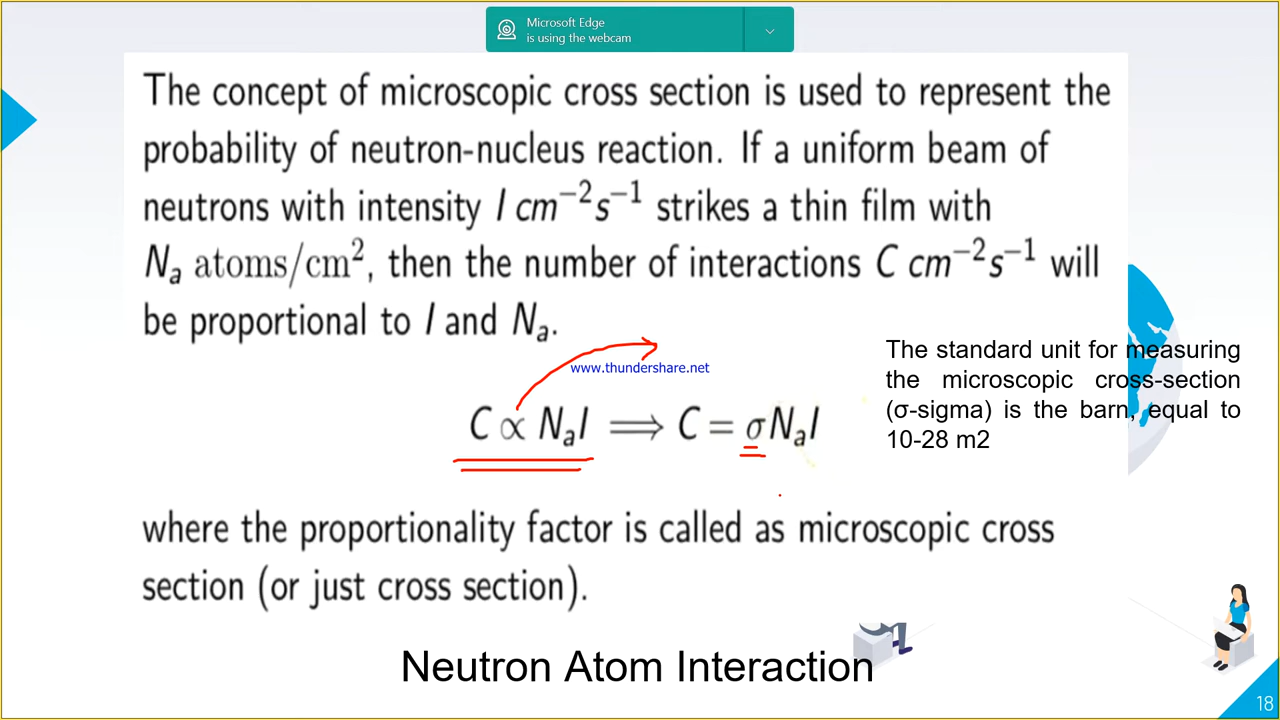 Microsoft Edge
is using the webcam
The concept of microscopic cross section is used to represent the
probability of neutron-nucleus reaction. If a uniform beam of
neutrons with intensity I cm⁻²s⁻¹ strikes a thin film with
Nₐ atoms/cm², then the number of interactions C cm⁻²s⁻¹ will
be proportional to I and Nₐ.
www.thundershare.net
C ∝ NₐI ⟹ C = σNₐI
The standard unit for measuring
the microscopic cross-section
(σ-sigma) is the barn, equal to
10-28 m2
where the proportionality factor is called as microscopic cross
section (or just cross section).
Neutron Atom Interaction
18